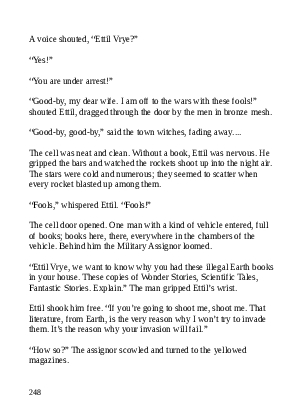 A voice shouted, “Ettil Vrye?”
“Yes!”
“You are under arrest!”
“Good-by, my dear wife. I am off to the wars with these fools!”
shouted Ettil, dragged through the door by the men in bronze mesh.
“Good-by, good-by,” said the town witches, fading away....
The cell was neat and clean. Without a book, Ettil was nervous. He
gripped the bars and watched the rockets shoot up into the night air.
The stars were cold and numerous; they seemed to scatter when
every rocket blasted up among them.
“Fools,” whispered Ettil. “Fools!”
The cell door opened. One man with a kind of vehicle entered, full
of books; books here, there, everywhere in the chambers of the
vehicle. Behind him the Military Assignor loomed.
“Ettil Vrye, we want to know why you had these illegal Earth books
in your house. These copies of Wonder Stories, Scientific Tales,
Fantastic Stories. Explain.” The man gripped Ettil’s wrist.
Ettil shook him free. “If you’re going to shoot me, shoot me. That
literature, from Earth, is the very reason why I won’t try to invade
them. It’s the reason why your invasion will fail.”
“How so?” The assignor scowled and turned to the yellowed
magazines.
248